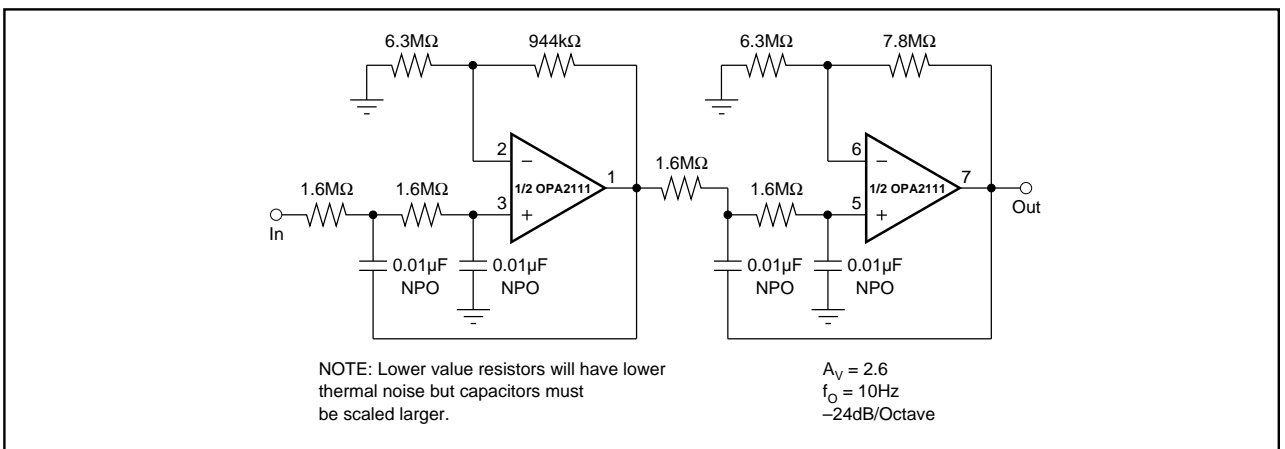 6.3MΩ
944kΩ
6.3MΩ
7.8MΩ
2
–
1/2 OPA2111
1
3
+
1.6MΩ
1.6MΩ
In
0.01µF
NPO
0.01µF
NPO
1.6MΩ
1.6MΩ
6
–
1/2 OPA2111
7
5
+
Out
0.01µF
NPO
0.01µF
NPO
NOTE: Lower value resistors will have lower
thermal noise but capacitors must
be scaled larger.
AV = 2.6
fO = 10Hz
–24dB/Octave